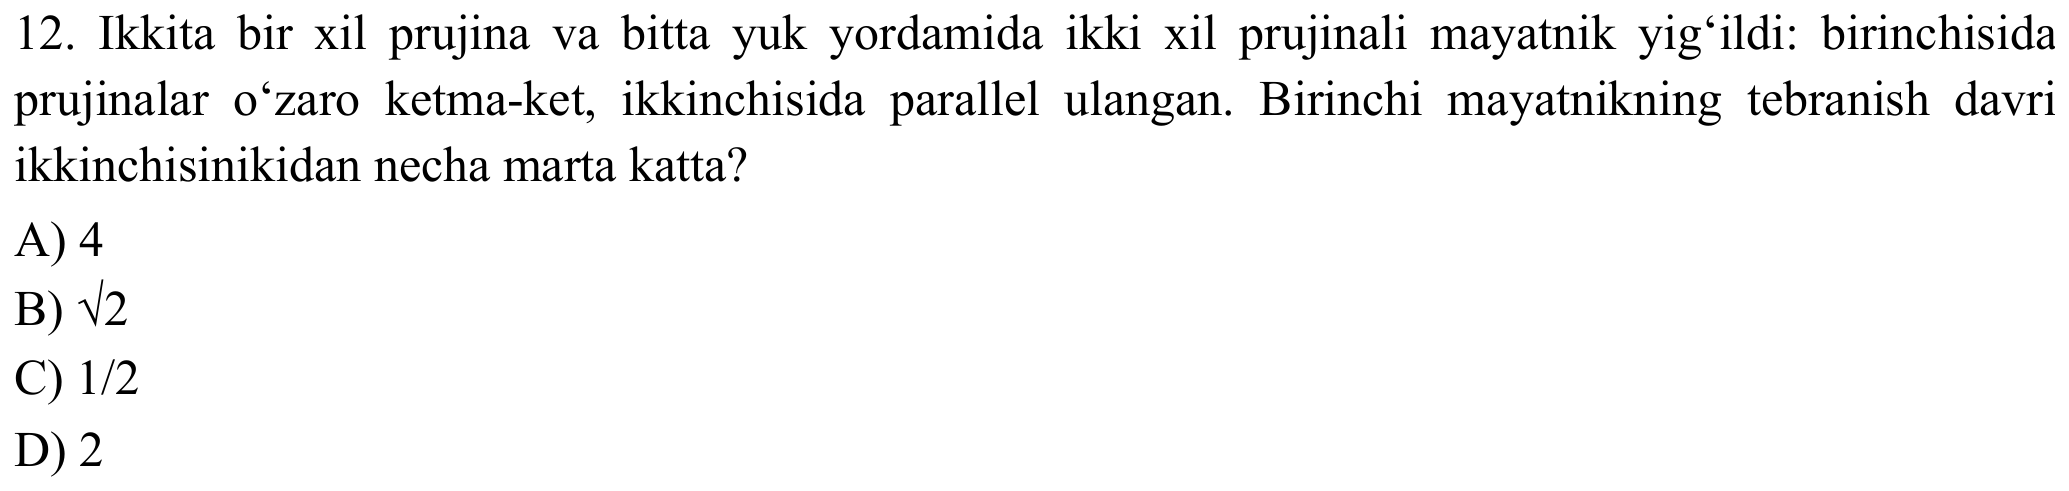 12. Ikkita bir xil prujina va bitta yuk yordamida ikki xil prujinali mayatnik yig‘ildi: birinchisida
prujinalar o‘zaro ketma-ket, ikkinchisida parallel ulangan. Birinchi mayatnikning tebranish davri
ikkinchisinikidan necha marta katta?
A) 4
B) √2
C) 1/2
D) 2